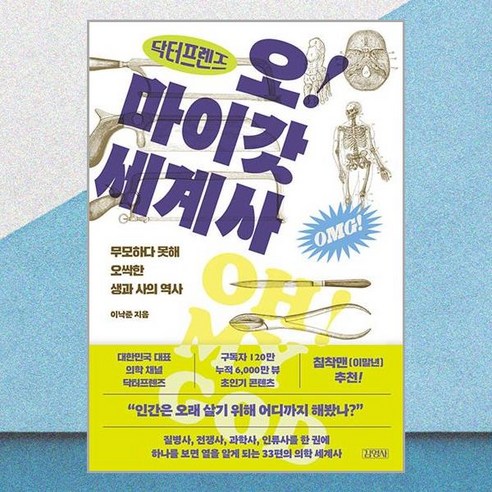 닥터프렌즈
오!
마이갓
세계사
OMG!
무모하다 못해
오싹한
생과 사의 역사
이낙준 지음
OH!
MY
GOD
대한민국 대표
의학 채널
닥터프렌즈
구독자 120만
누적 6,000만 뷰
초인기 콘텐츠
침착맨(이말년)
추천!
“인간은 오래 살기 위해 어디까지 해봤나?”
질병사, 전쟁사, 과학사, 인류사를 한 권에
하나를 보면 열을 알게 되는 33편의 의학 세계사
김영사